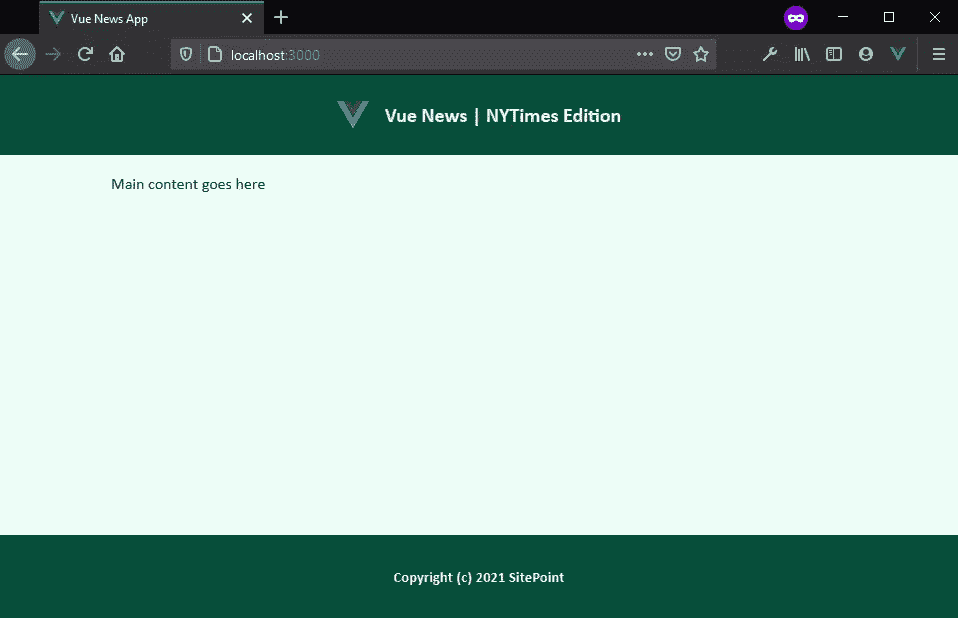 Vue News App
localhost:3000
Vue News | NYTimes Edition
Main content goes here
Copyright (c) 2021 SitePoint